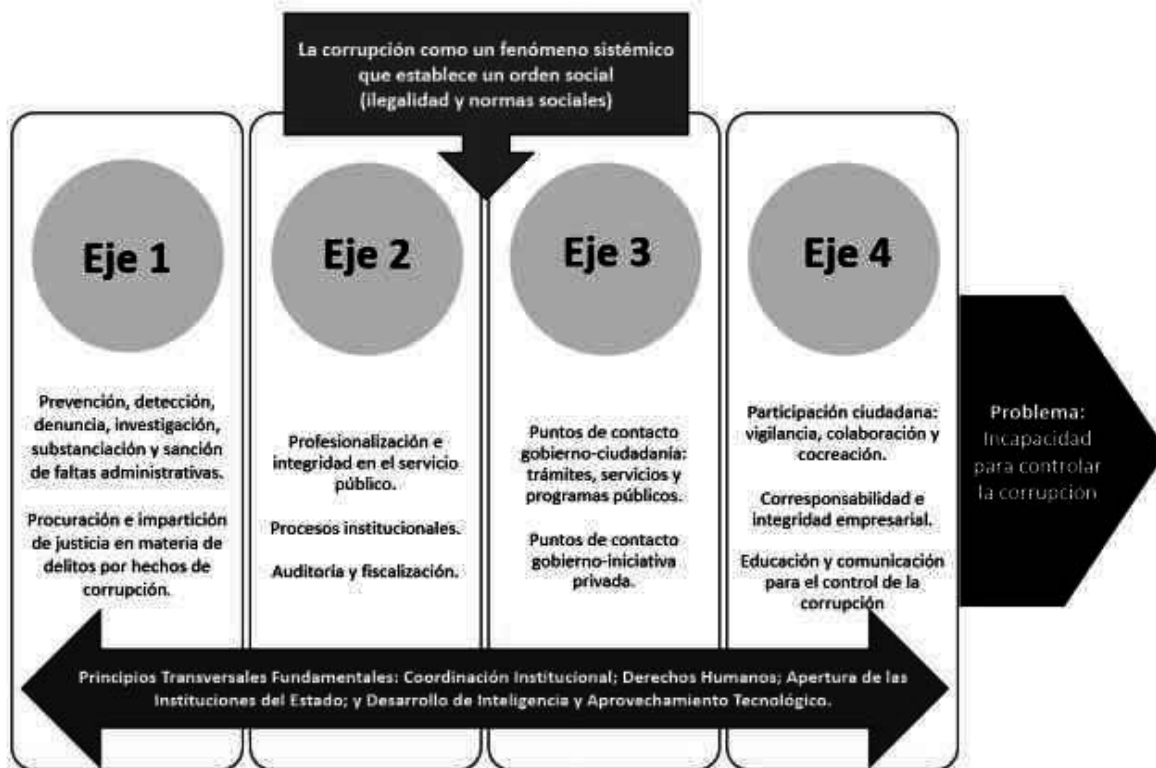 La corrupción como un fenómeno sistémico
que establece un orden social
(ilegalidad y normas sociales)
Eje 1
Prevención, detección,
denuncia, investigación,
substanciación y sanción
de faltas administrativas.
Procuración e impartición
de justicia en materia de
delitos por hechos de
corrupción.
Eje 2
Profesionalización e
integridad en el servicio
público.
Procesos institucionales.
Auditoria y fiscalización.
Eje 3
Puntos de contacto
gobierno-ciudadanía:
trámites, servicios y
programas públicos.
Puntos de contacto
gobierno-iniciativa
privada.
Eje 4
Participación ciudadana:
vigilancia, colaboración y
cocreación.
Corresponsabilidad e
integridad empresarial.
Educación y comunicación
para el control de la
corrupción
Problema:
Incapacidad
para controlar
la corrupción
Principios Transversales Fundamentales: Coordinación Institucional; Derechos Humanos; Apertura de las
Instituciones del Estado; y Desarrollo de Inteligencia y Aprovechamiento Tecnológico.